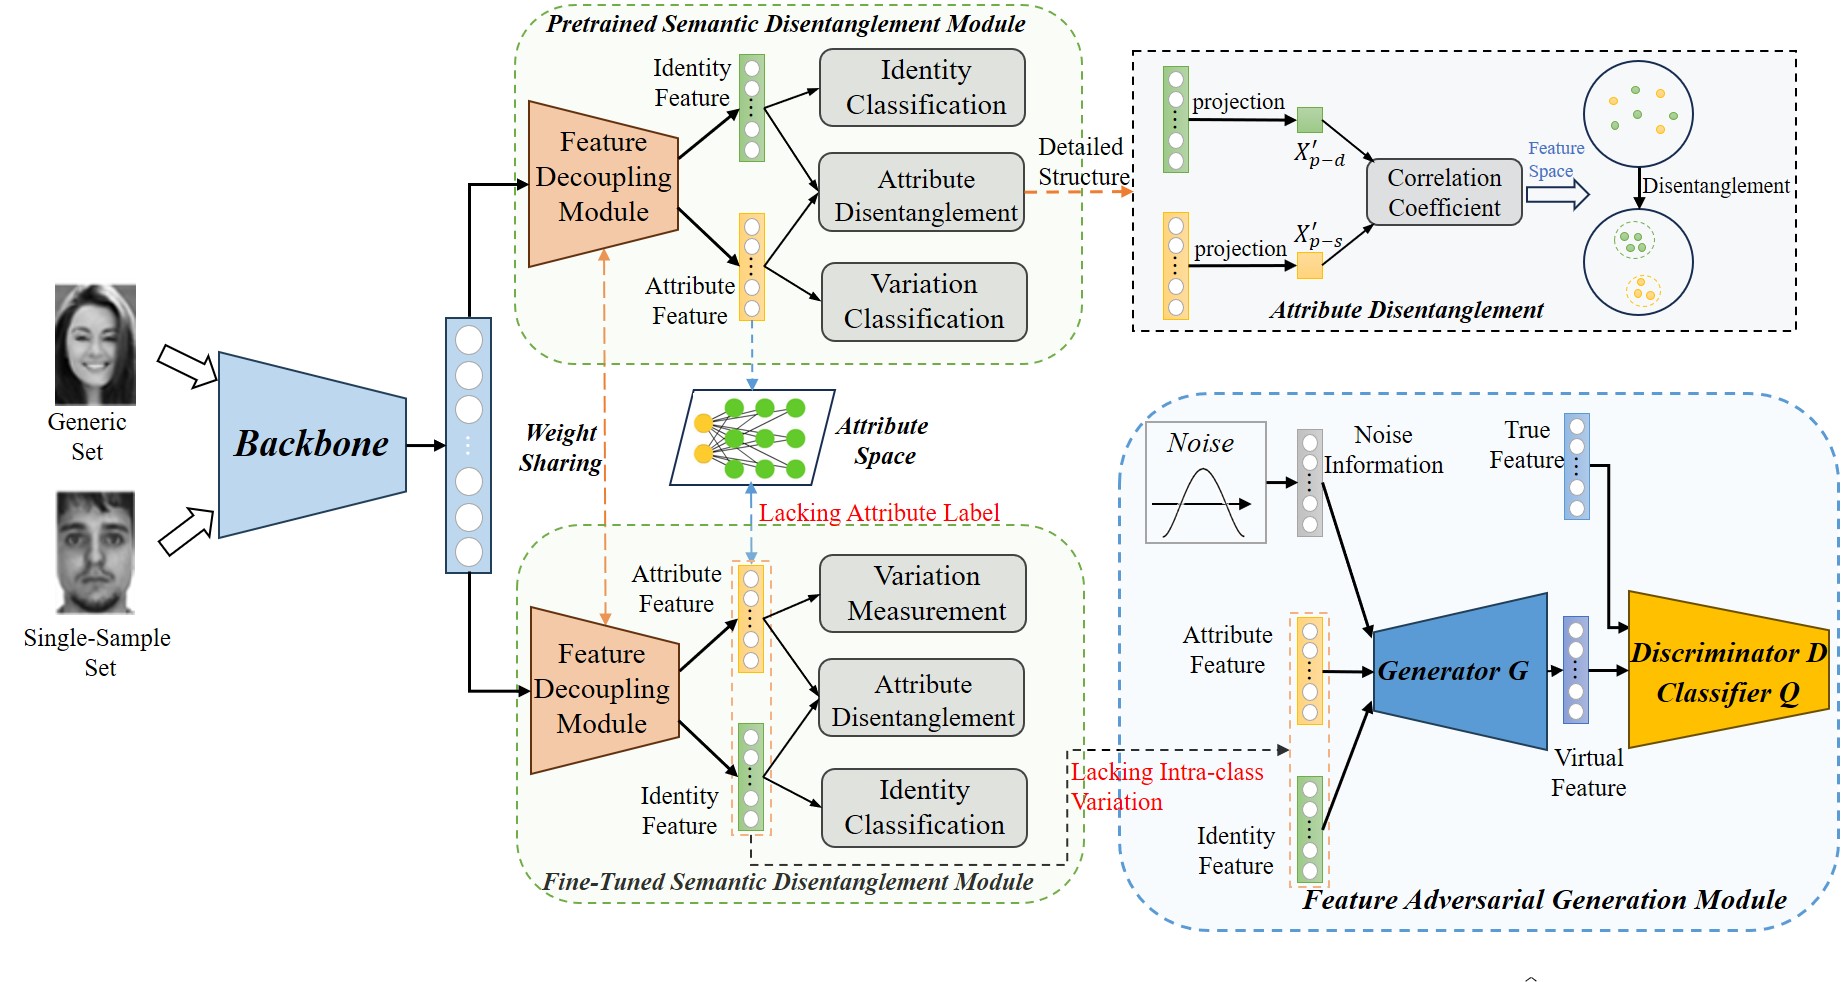 Pretrained Semantic Disentanglement Module
Identity
Feature
Identity
Classification
Feature
Decoupling
Module
Attribute
Disentanglement
Attribute
Feature
Variation
Classification
Detailed
Structure
projection
X′p−d
projection
X′p−s
Correlation
Coefficient
Feature
Space
Disentanglement
Attribute Disentanglement
Generic
Set
Single-Sample
Set
Backbone
Weight
Sharing
Attribute
Space
Lacking Attribute Label
Attribute
Feature
Variation
Measurement
Feature
Decoupling
Module
Attribute
Disentanglement
Identity
Feature
Identity
Classification
Fine-Tuned Semantic Disentanglement Module
Lacking Intra-class
Variation
Noise
Noise
Information
True
Feature
Attribute
Feature
Generator G
Discriminator D
Classifier Q
Virtual
Feature
Identity
Feature
Feature Adversarial Generation Module